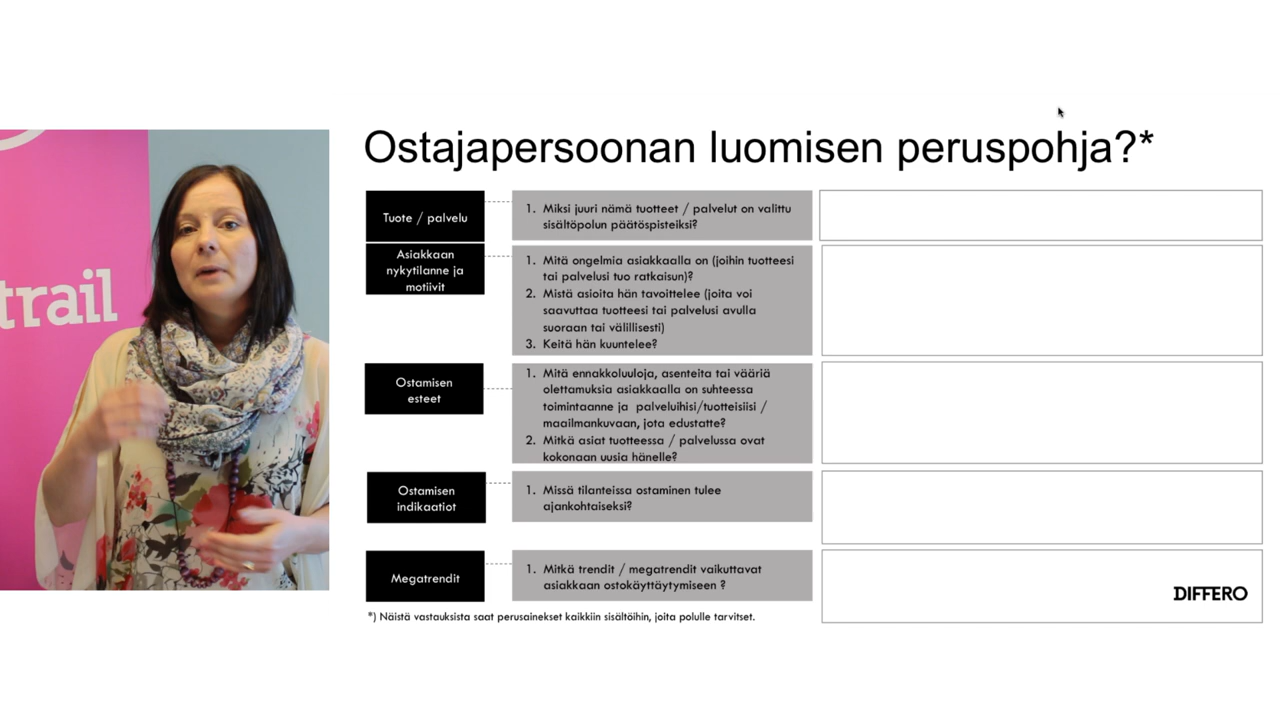 trail
Ostajapersoonan luomisen peruspohja?*
Tuote / palvelu
1. Miksi juuri nämä tuotteet / palvelut on valittu
sisältöpolun päätöspisteiksi?
Asiakkaan
nykytilanne ja
motiivit
1. Mitä ongelmia asiakkaalla on (joihin tuotteesi
tai palvelusi tuo ratkaisun)?
2. Mistä asioita hän tavoittelee (joita voi
saavuttaa tuotteesi tai palvelusi avulla
suoraan tai välillisesti)
3. Keitä hän kuuntelee?
Ostamisen
esteet
1. Mitä ennakkoluuloja, asenteita tai vääriä
olettamuksia asiakkaalla on suhteessa
toimintaanne ja palveluihisi/tuotteisiisi /
maailmankuvaan, jota edustatte?
2. Mitkä asiat tuotteessa / palvelussa ovat
kokonaan uusia hänelle?
Ostamisen
indikaatiot
1. Missä tilanteissa ostaminen tulee
ajankohtaiseksi?
Megatrendit
1. Mitkä trendit / megatrendit vaikuttavat
asiakkaan ostokäyttäytymiseen ?
DIFFERO
*) Näistä vastauksista saat perusainekset kaikkiin sisältöihin, joita polulle tarvitset.